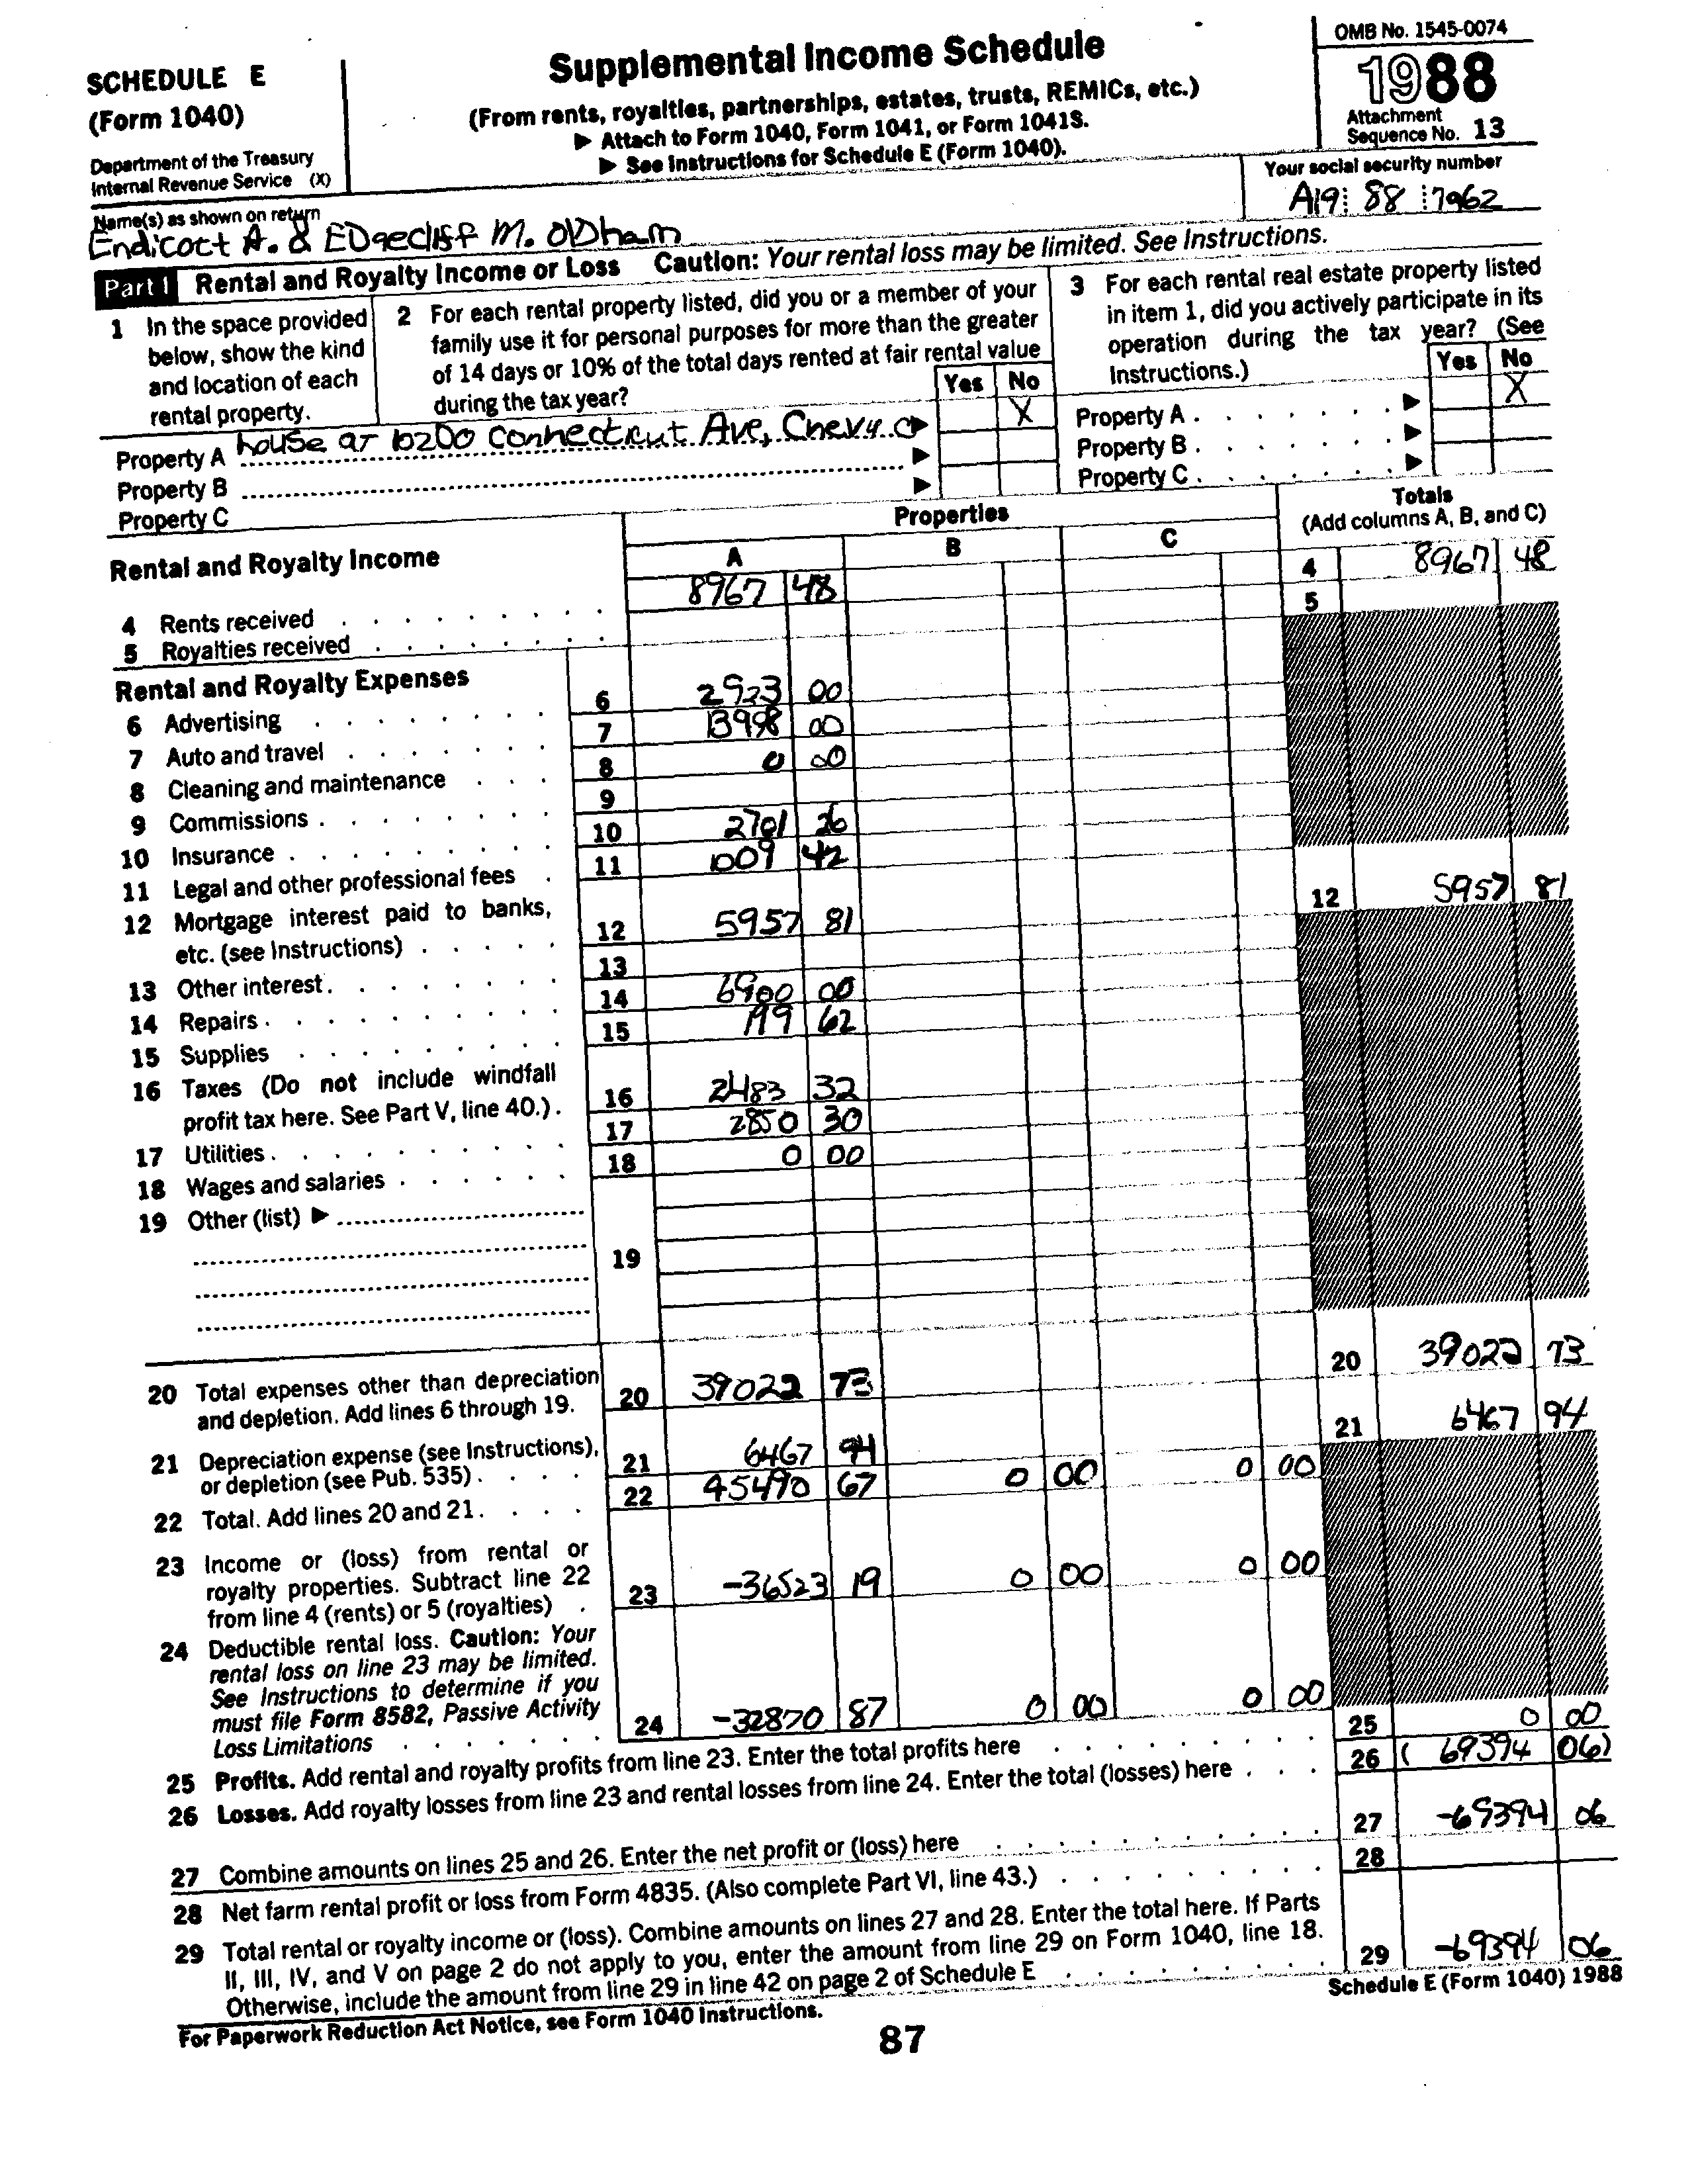 SCHEDULE E
(Form 1040)
Department of the Treasury
Internal Revenue Service (X)
Supplemental Income Schedule
(From rents, royalties, partnerships, estates, trusts, REMICs, etc.)
▶ Attach to Form 1040, Form 1041, or Form 1041S.
▶ See Instructions for Schedule E (Form 1040).
OMB No. 1545-0074
1988
Attachment
Sequence No. 13
Name(s) as shown on return
Endicott A. & EDgecliff M. OlDham
Your social security number
A19 88 7962
Part I Rental and Royalty Income or Loss Caution: Your rental loss may be limited. See Instructions.
1 In the space provided
below, show the kind
and location of each
rental property.
2 For each rental property listed, did you or a member of your
family use it for personal purposes for more than the greater
of 14 days or 10% of the total days rented at fair rental value
during the tax year?
Yes No
3 For each rental real estate property listed
in item 1, did you actively participate in its
operation during the tax year? (See
Instructions.)
Yes No
Property A house at 10200 Connecticut Ave, Chevy C ▶ X
Property B ▶
Property C ▶
Property A ▶ X
Property B ▶
Property C ▶
Rental and Royalty Income
Properties
A B C
Totals
(Add columns A, B, and C)
4 Rents received 8967 48 4 8967 48
5 Royalties received 5
Rental and Royalty Expenses
6 Advertising 6 2923 00
7 Auto and travel 7 13998 00
8 Cleaning and maintenance 8 0 00
9 Commissions 9
10 Insurance 10 2701 26
11 Legal and other professional fees 11 1009 42
12 Mortgage interest paid to banks,
etc. (see Instructions) 12 5957 81 12 5957 81
13 Other interest 13
14 Repairs 14 6900 00
15 Supplies 15 199 62
16 Taxes (Do not include windfall
profit tax here. See Part V, line 40.) 16 2483 32
17 Utilities 17 2850 30
18 Wages and salaries 18 0 00
19 Other (list) ▶ 19
20 Total expenses other than depreciation
and depletion. Add lines 6 through 19. 20 39022 73 20 39022 73
21 Depreciation expense (see Instructions),
or depletion (see Pub. 535) 21 6467 94 21 6467 94
22 Total. Add lines 20 and 21 22 45490 67 0 00 0 00
23 Income or (loss) from rental or
royalty properties. Subtract line 22
from line 4 (rents) or 5 (royalties) 23 -36523 19 0 00 0 00
24 Deductible rental loss. Caution: Your
rental loss on line 23 may be limited.
See Instructions to determine if you
must file Form 8582, Passive Activity
Loss Limitations 24 -32870 87 0 00 0 00
25 Profits. Add rental and royalty profits from line 23. Enter the total profits here 25 0 00
26 Losses. Add royalty losses from line 23 and rental losses from line 24. Enter the total (losses) here 26 ( 69394 06)
27 Combine amounts on lines 25 and 26. Enter the net profit or (loss) here 27 -69394 06
28 Net farm rental profit or loss from Form 4835. (Also complete Part VI, line 43.) 28
29 Total rental or royalty income or (loss). Combine amounts on lines 27 and 28. Enter the total here. If Parts
II, III, IV, and V on page 2 do not apply to you, enter the amount from line 29 on Form 1040, line 18.
Otherwise, include the amount from line 29 in line 42 on page 2 of Schedule E 29 -69394 06
For Paperwork Reduction Act Notice, see Form 1040 Instructions.
Schedule E (Form 1040) 1988
87